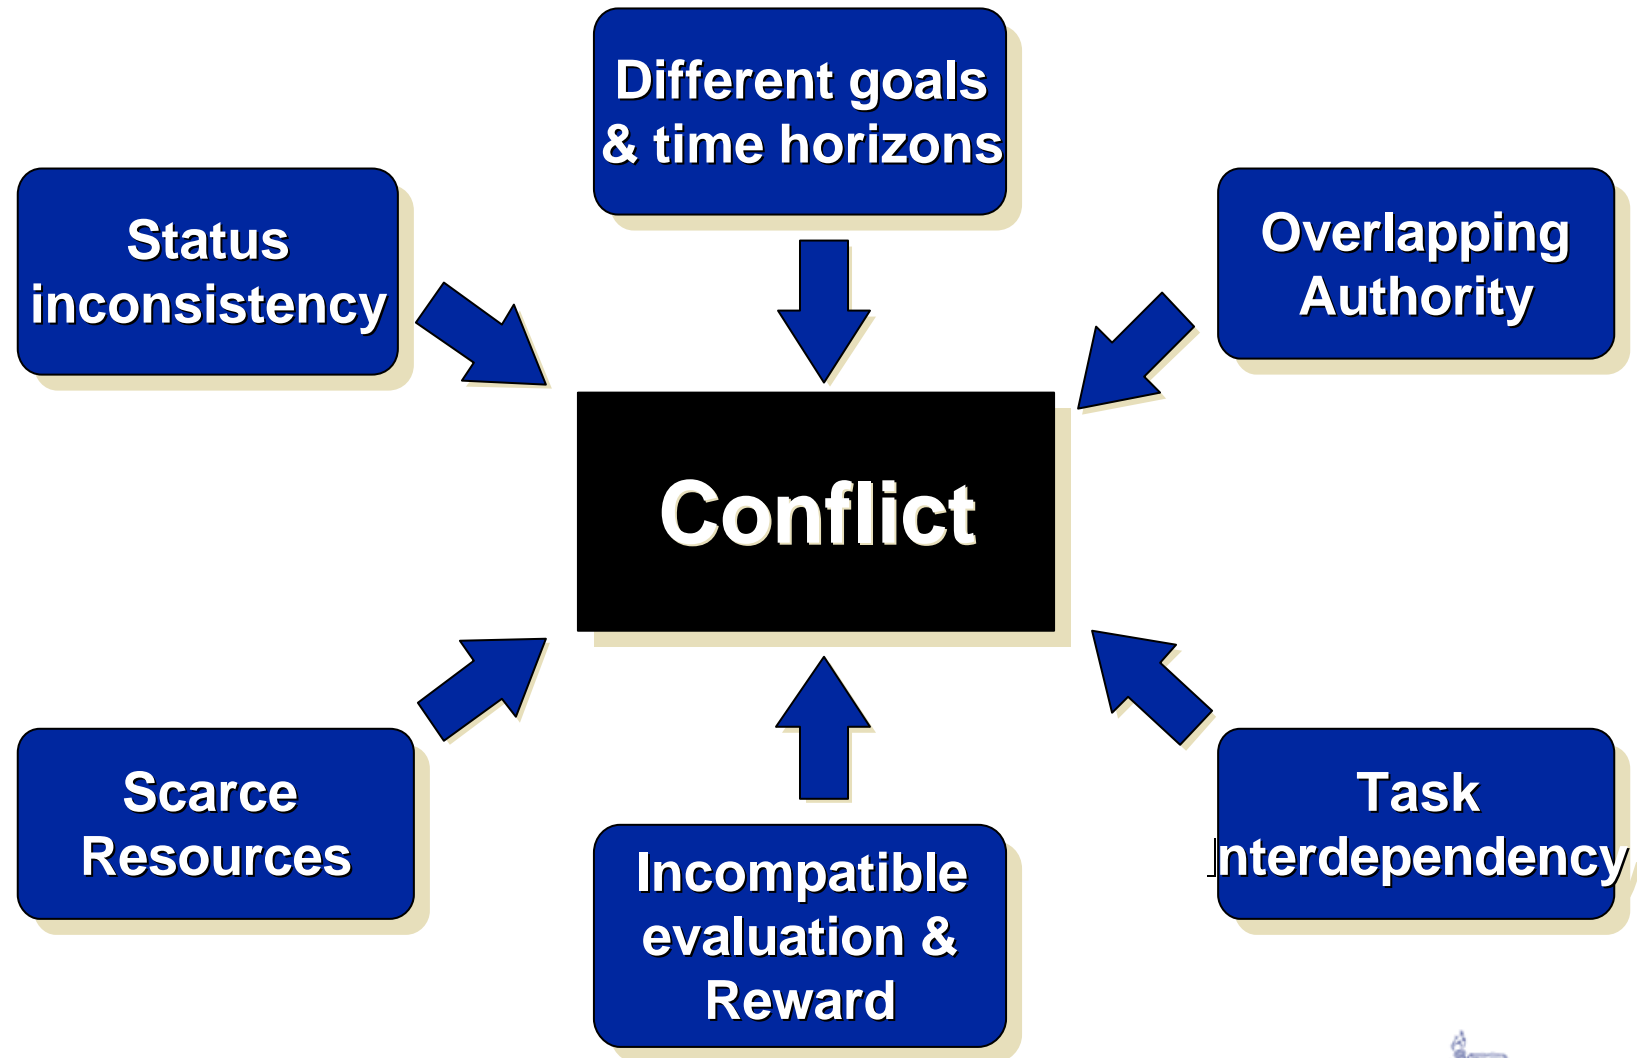 Different goals
& time horizons
Status
inconsistency
Overlapping
Authority
Conflict
Scarce
Resources
Incompatible
evaluation &
Reward
Task
Interdependency